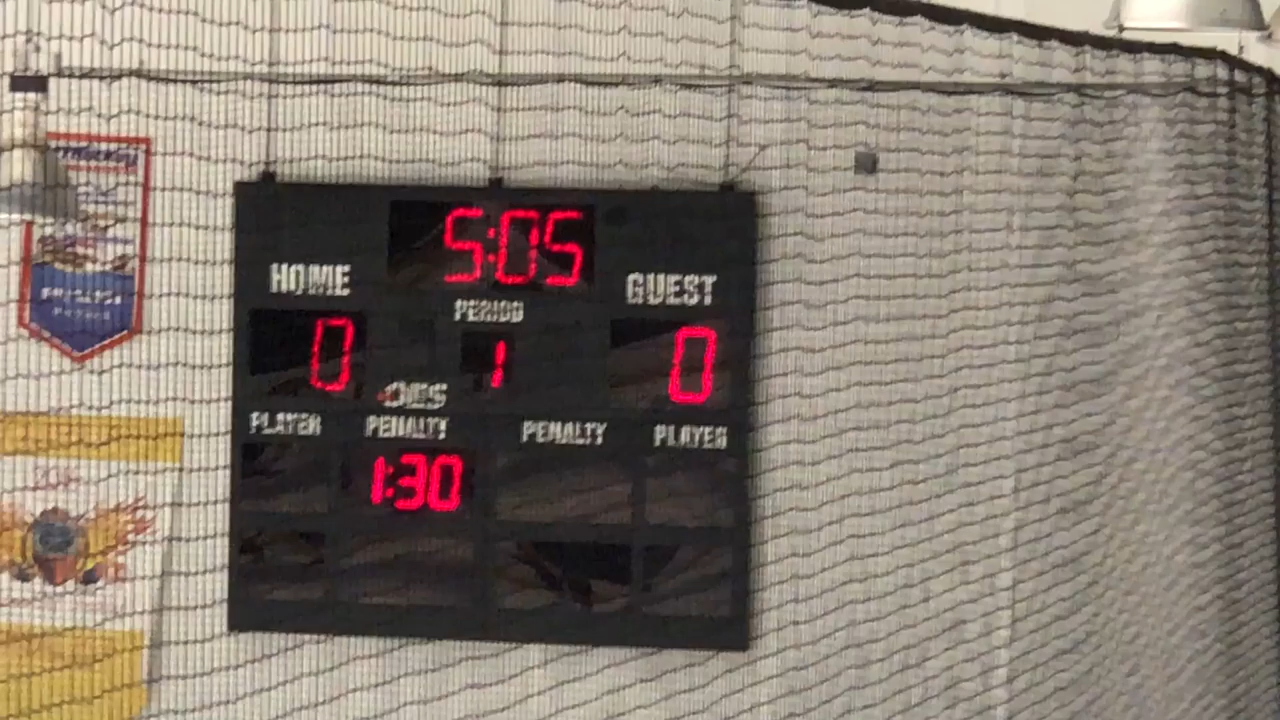 5:05
HOME
GUEST
PERIOD
0
1
0
PLAYER
PENALTY
PENALTY
PLAYER
1:30